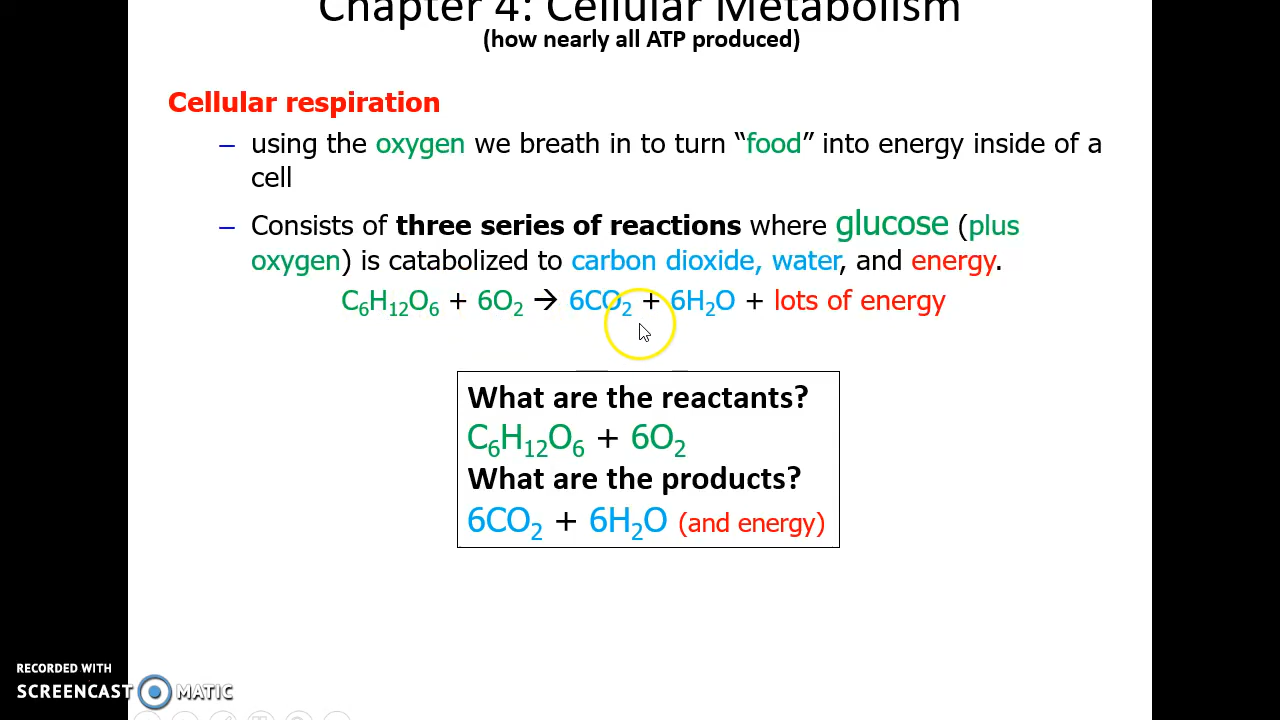 Chapter 4: Cellular Metabolism
(how nearly all ATP produced)
Cellular respiration
– using the oxygen we breath in to turn “food” into energy inside of a
cell
– Consists of three series of reactions where glucose (plus
oxygen) is catabolized to carbon dioxide, water, and energy.
C₆H₁₂O₆ + 6O₂ → 6CO₂ + 6H₂O + lots of energy
What are the reactants?
C₆H₁₂O₆ + 6O₂
What are the products?
6CO₂ + 6H₂O (and energy)
RECORDED WITH
SCREENCAST MATIC